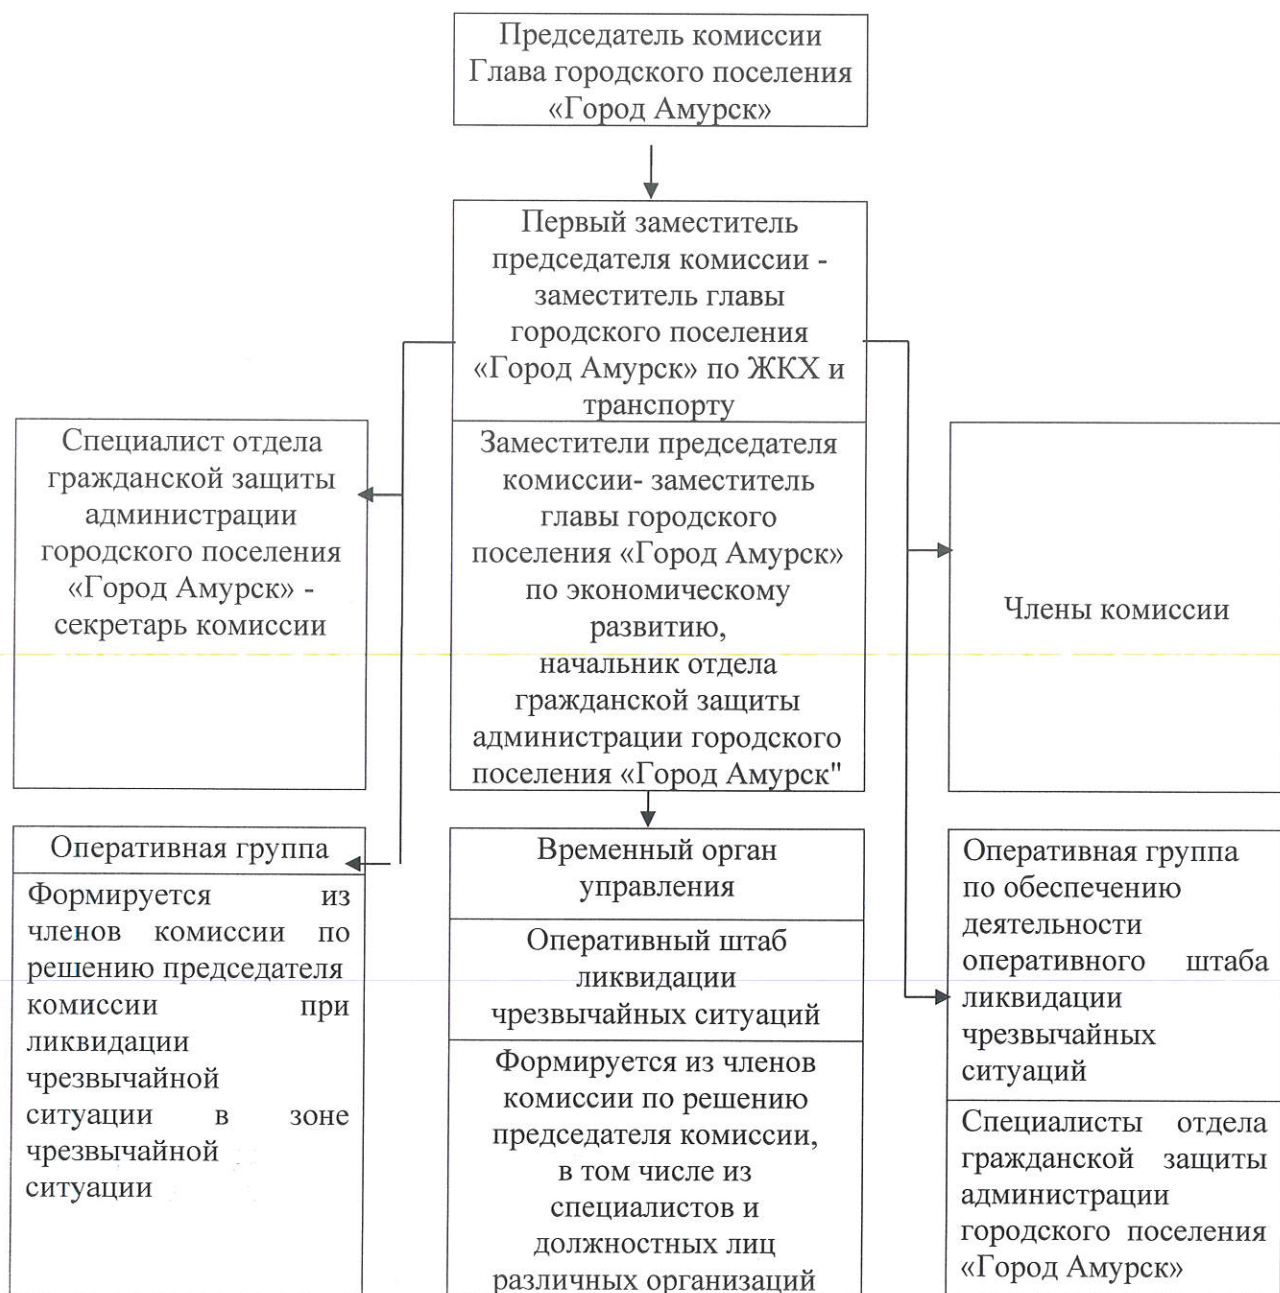 Председатель комиссии
Глава городского поселения
«Город Амурск»
Первый заместитель
председателя комиссии -
заместитель главы
городского поселения
«Город Амурск» по ЖКХ и
транспорту
Специалист отдела
гражданской защиты
администрации
городского поселения
«Город Амурск» -
секретарь комиссии
Заместители председателя
комиссии- заместитель
главы городского
поселения «Город Амурск»
по экономическому
развитию,
начальник отдела
гражданской защиты
администрации городского
поселения «Город Амурск"
Члены комиссии
Оперативная группа
Формируется из
членов комиссии по
решению председателя
комиссии при
ликвидации
чрезвычайной
ситуации в зоне
чрезвычайной
ситуации
Временный орган
управления
Оперативный штаб
ликвидации
чрезвычайных ситуаций
Формируется из членов
комиссии по решению
председателя комиссии,
в том числе из
специалистов и
должностных лиц
различных организаций
Оперативная группа
по обеспечению
деятельности
оперативного штаба
ликвидации
чрезвычайных
ситуаций
Специалисты отдела
гражданской защиты
администрации
городского поселения
«Город Амурск»